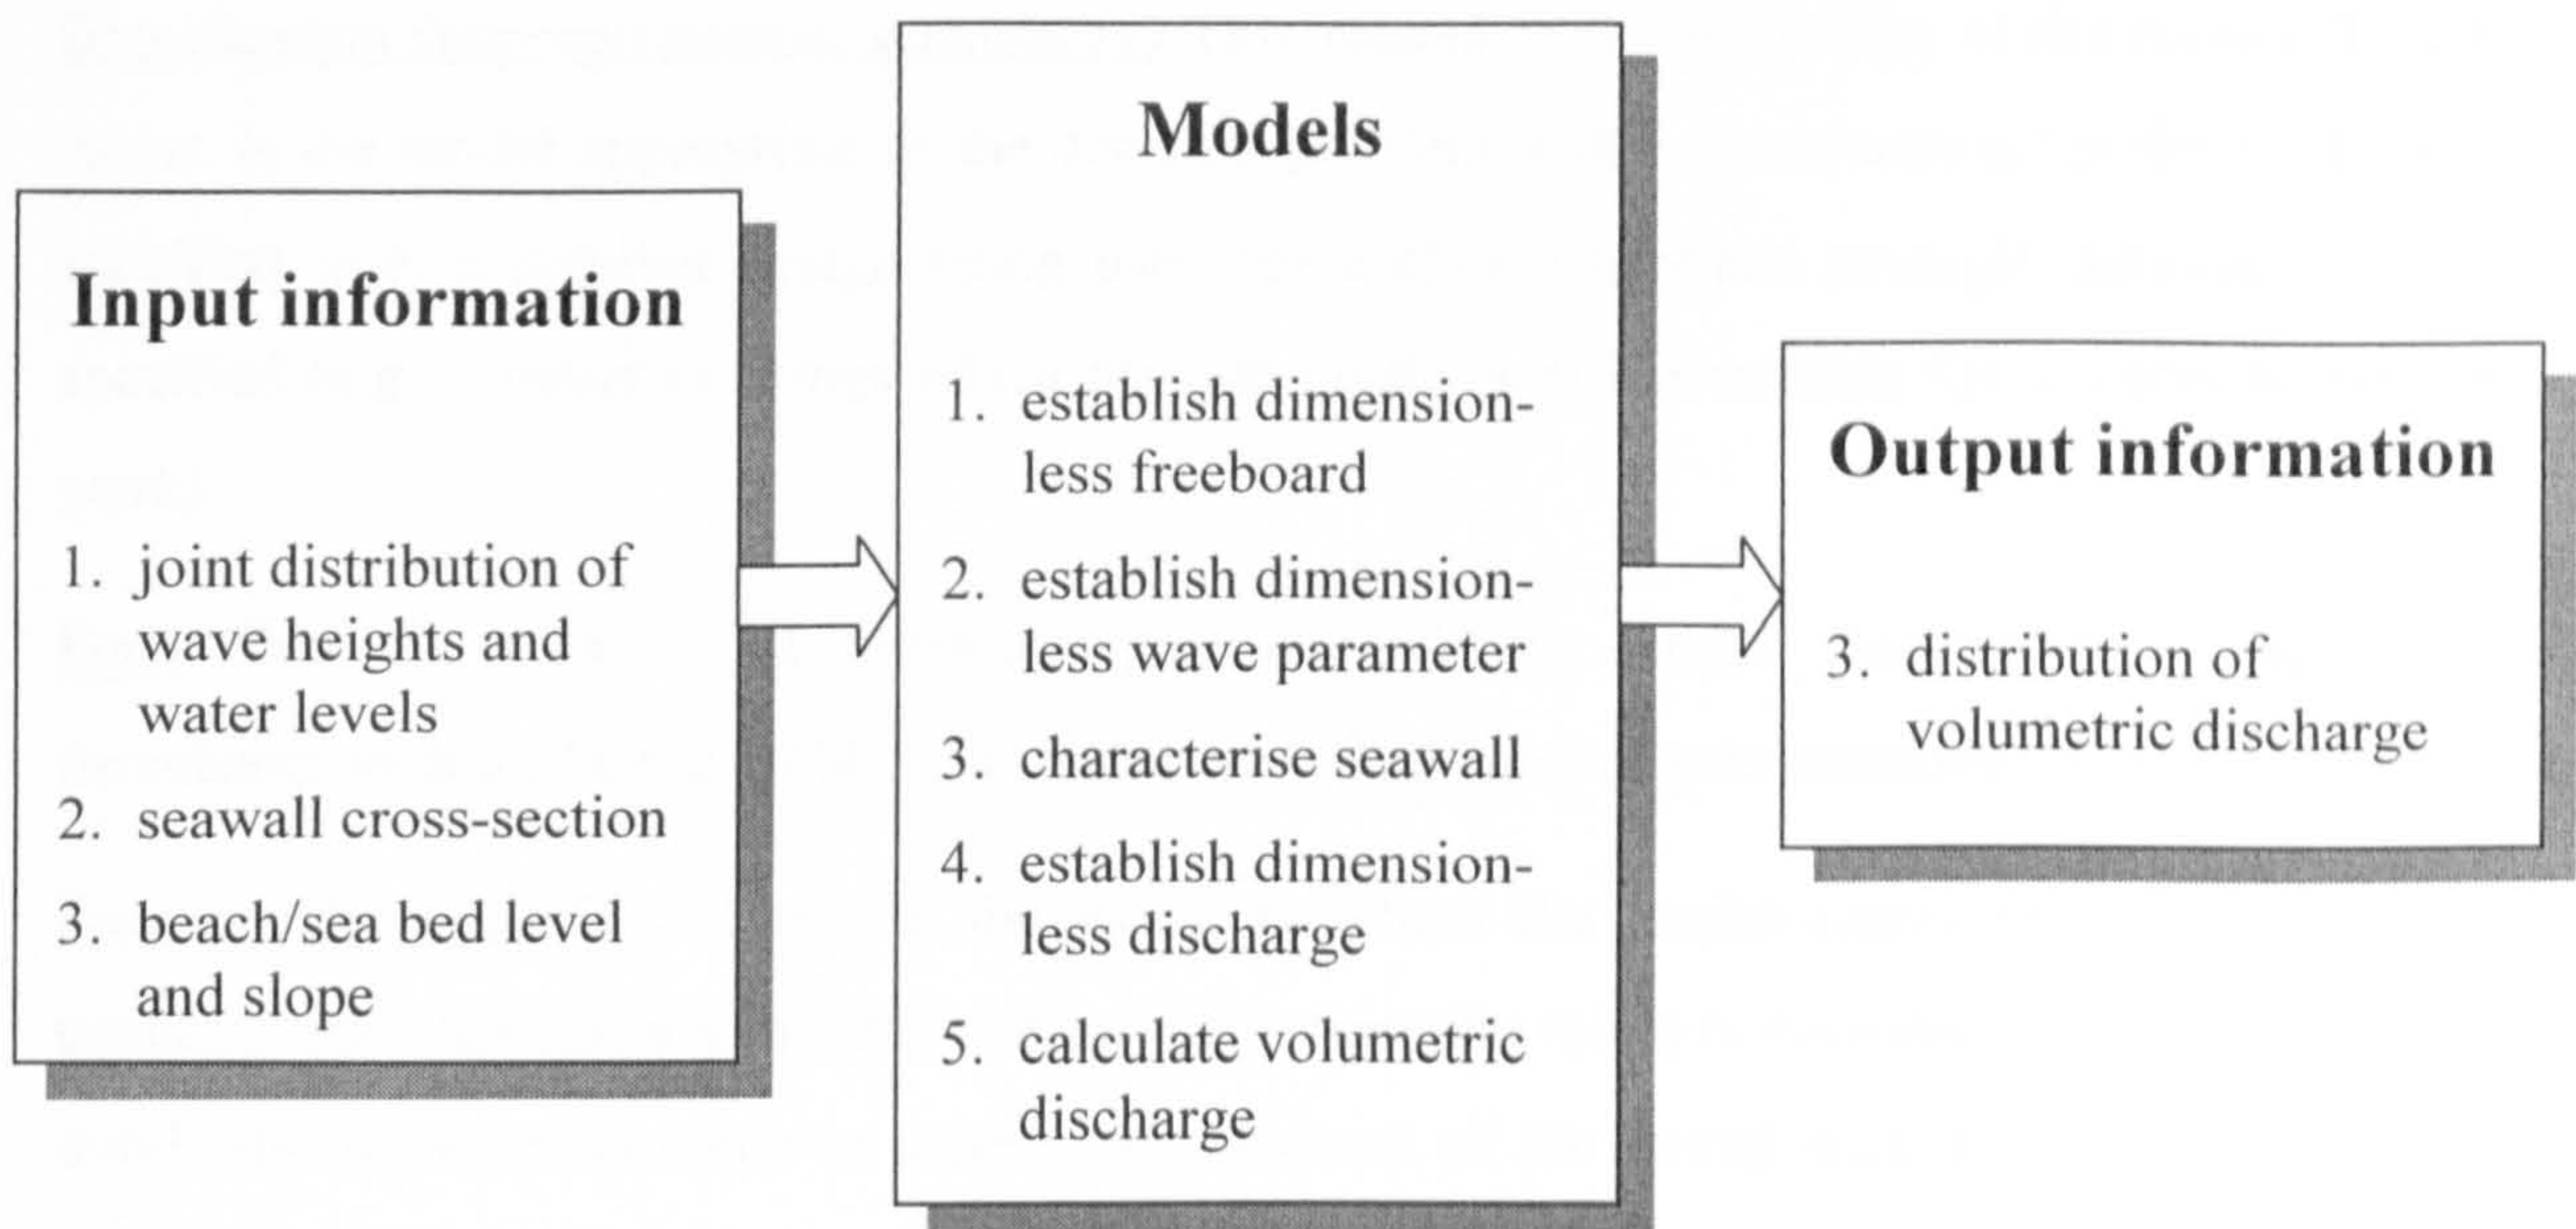 Input information
1. joint distribution of
wave heights and
water levels
2. seawall cross-section
3. beach/sea bed level
and slope
Models
1. establish dimension-
less freeboard
2. establish dimension-
less wave parameter
3. characterise seawall
4. establish dimension-
less discharge
5. calculate volumetric
discharge
Output information
3. distribution of
volumetric discharge